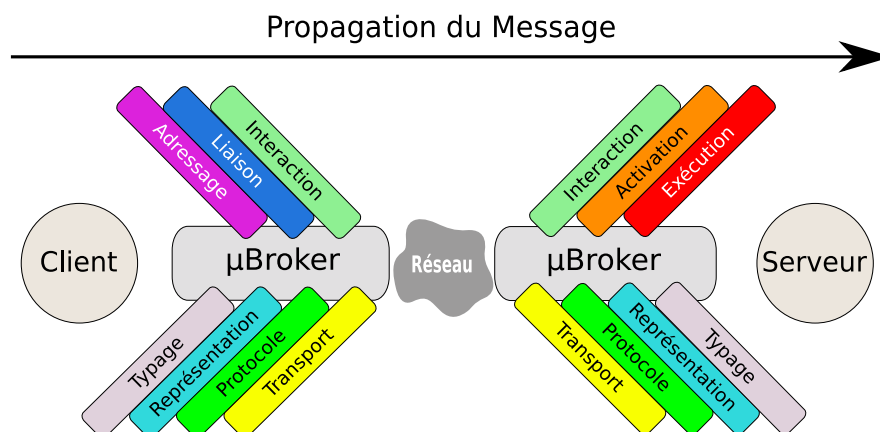 Propagation du Message
Adressage
Liaison
Interaction
Interaction
Activation
Exécution
Client
µBroker
Réseau
µBroker
Serveur
Typage
Représentation
Protocole
Transport
Transport
Protocole
Représentation
Typage